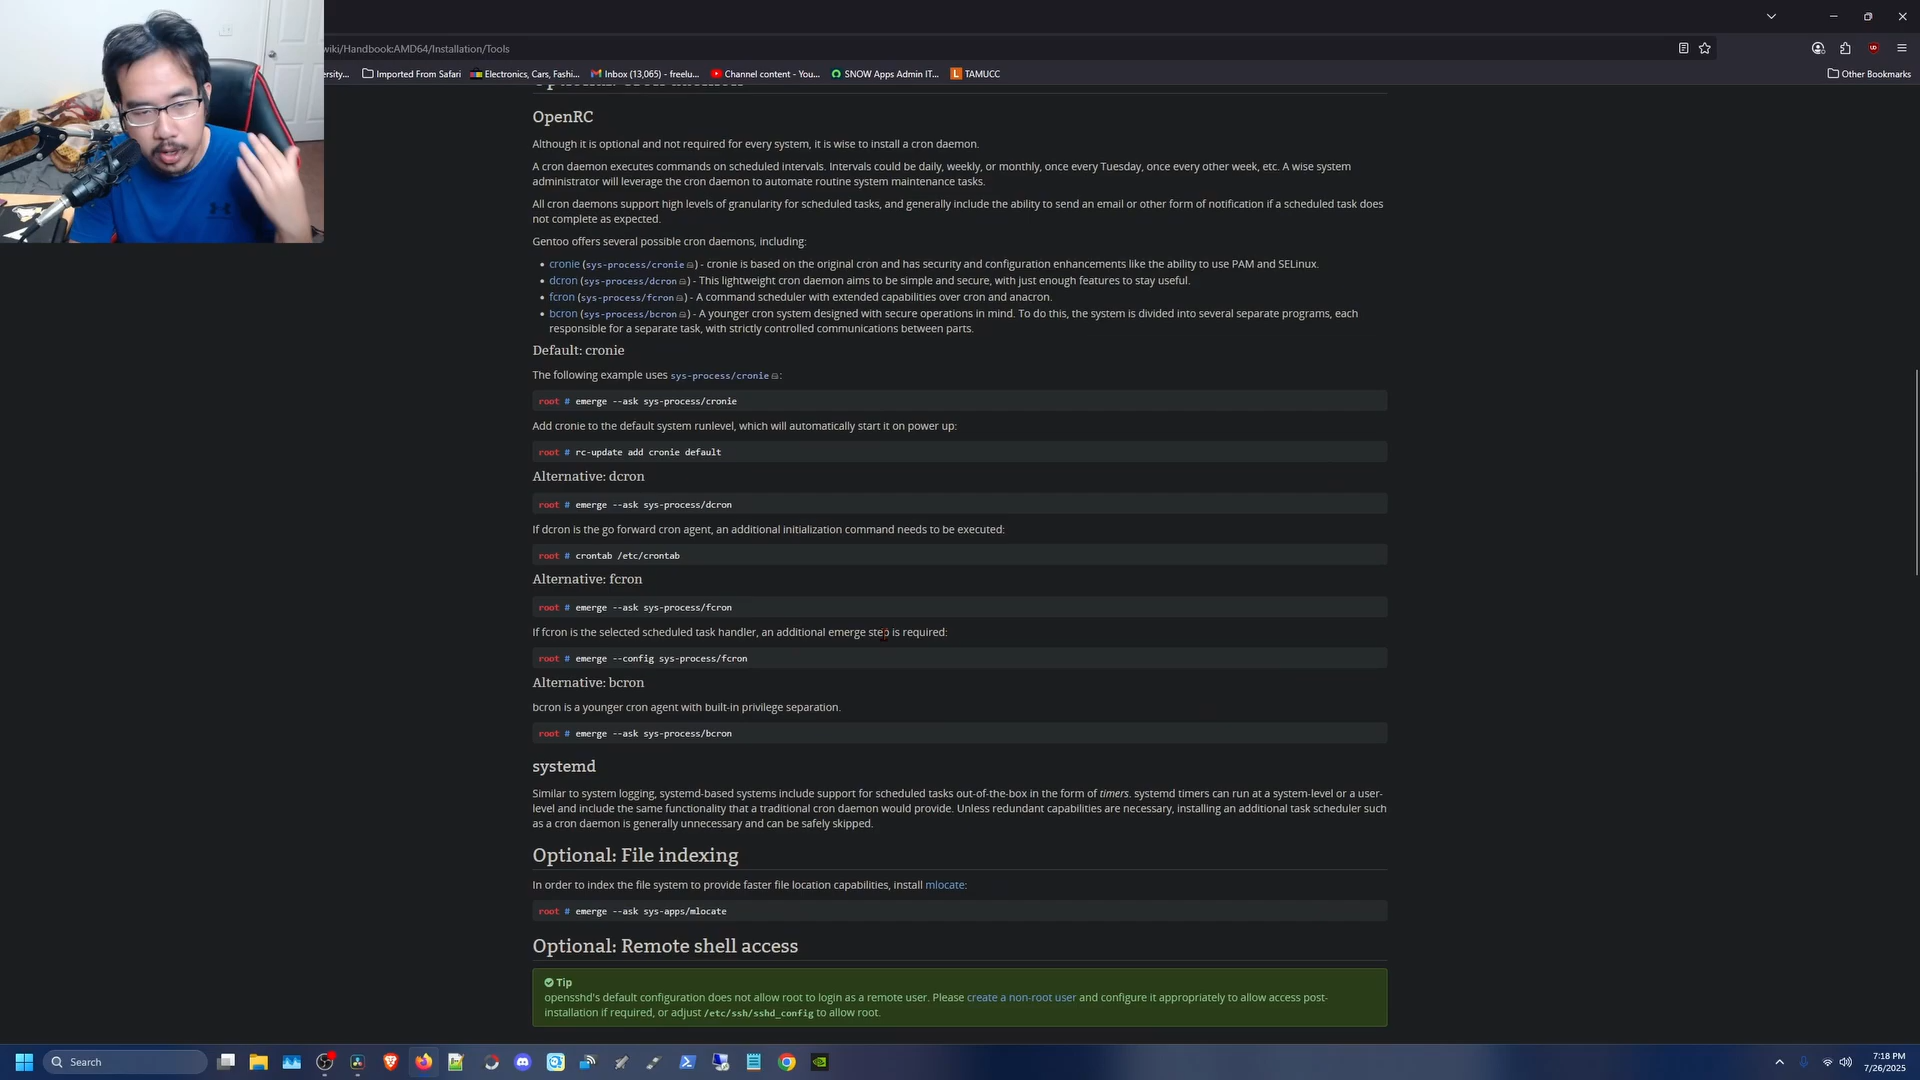 wiki/Handbook:AMD64/Installation/Tools
ersity...
Imported From Safari
Electronics, Cars, Fashi...
Inbox (13,065) - freelu...
Channel content - You...
SNOW Apps Admin IT...
TAMUCC
Other Bookmarks
OpenRC
Although it is optional and not required for every system, it is wise to install a cron daemon.
A cron daemon executes commands on scheduled intervals. Intervals could be daily, weekly, or monthly, once every Tuesday, once every other week, etc. A wise system
administrator will leverage the cron daemon to automate routine system maintenance tasks.
All cron daemons support high levels of granularity for scheduled tasks, and generally include the ability to send an email or other form of notification if a scheduled task does
not complete as expected.
Gentoo offers several possible cron daemons, including:
cronie (sys-process/cronie) - cronie is based on the original cron and has security and configuration enhancements like the ability to use PAM and SELinux.
dcron (sys-process/dcron) - This lightweight cron daemon aims to be simple and secure, with just enough features to stay useful.
fcron (sys-process/fcron) - A command scheduler with extended capabilities over cron and anacron.
bcron (sys-process/bcron) - A younger cron system designed with secure operations in mind. To do this, the system is divided into several separate programs, each
responsible for a separate task, with strictly controlled communications between parts.
Default: cronie
The following example uses sys-process/cronie:
root # emerge --ask sys-process/cronie
Add cronie to the default system runlevel, which will automatically start it on power up:
root # rc-update add cronie default
Alternative: dcron
root # emerge --ask sys-process/dcron
If dcron is the go forward cron agent, an additional initialization command needs to be executed:
root # crontab /etc/crontab
Alternative: fcron
root # emerge --ask sys-process/fcron
If fcron is the selected scheduled task handler, an additional emerge step is required:
root # emerge --config sys-process/fcron
Alternative: bcron
bcron is a younger cron agent with built-in privilege separation.
root # emerge --ask sys-process/bcron
systemd
Similar to system logging, systemd-based systems include support for scheduled tasks out-of-the-box in the form of timers. systemd timers can run at a system-level or a user-
level and include the same functionality that a traditional cron daemon would provide. Unless redundant capabilities are necessary, installing an additional task scheduler such
as a cron daemon is generally unnecessary and can be safely skipped.
Optional: File indexing
In order to index the file system to provide faster file location capabilities, install mlocate:
root # emerge --ask sys-apps/mlocate
Optional: Remote shell access
Tip
opensshd's default configuration does not allow root to login as a remote user. Please create a non-root user and configure it appropriately to allow access post-
installation if required, or adjust /etc/ssh/sshd_config to allow root.
Search
7:18 PM
7/26/2025